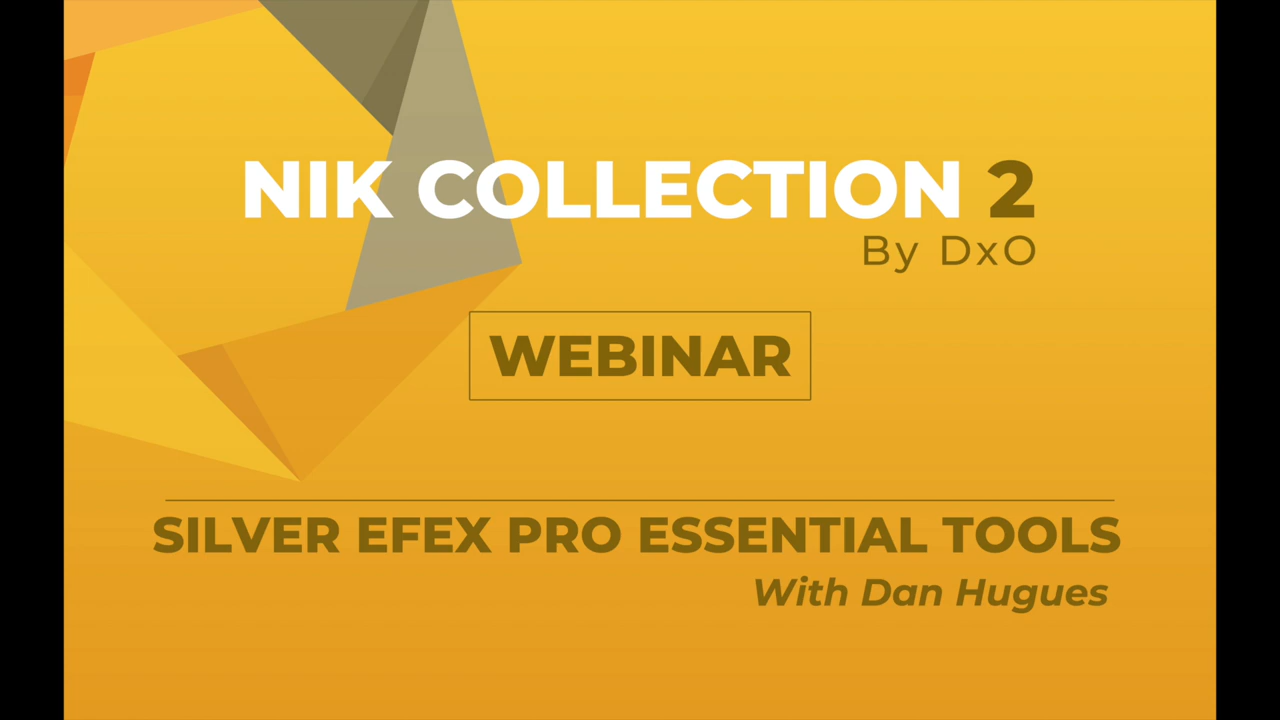 NIK COLLECTION 2
By DxO
WEBINAR
SILVER EFEX PRO ESSENTIAL TOOLS
With Dan Hugues